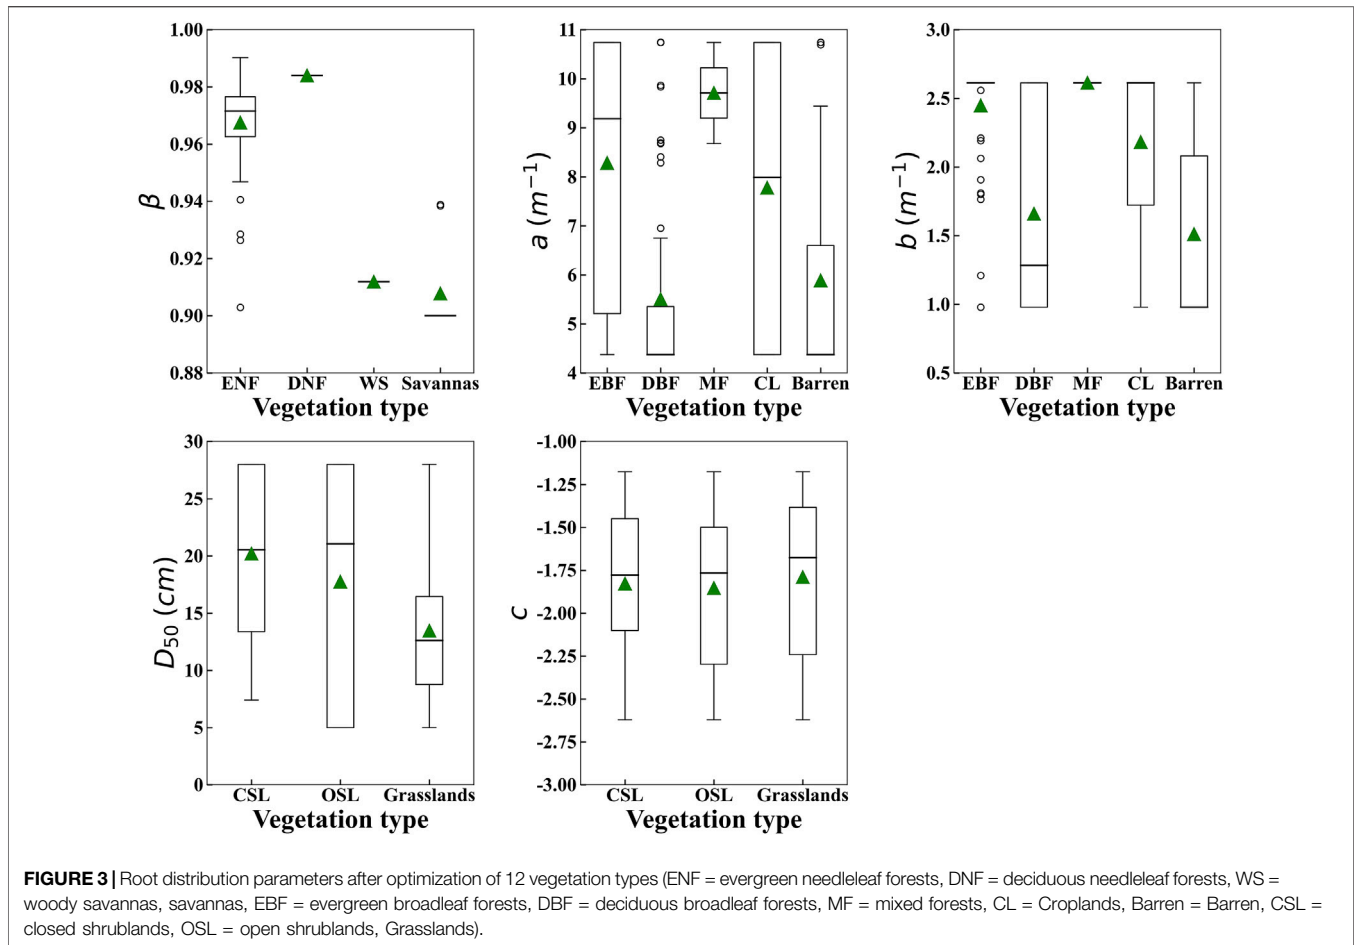 1.00
0.98
0.96
0.94
0.92
0.90
0.88
β
ENF DNF WS Savannas
Vegetation type
11
10
9
8
7
6
5
4
a (m⁻¹)
EBF DBF MF CL Barren
Vegetation type
3.0
2.5
2.0
1.5
1.0
0.5
b (m⁻¹)
EBF DBF MF CL Barren
Vegetation type
30
25
20
15
10
5
0
D₅₀ (cm)
CSL OSL Grasslands
Vegetation type
-1.00
-1.25
-1.50
-1.75
-2.00
-2.25
-2.50
-2.75
-3.00
c
CSL OSL Grasslands
Vegetation type
FIGURE 3 | Root distribution parameters after optimization of 12 vegetation types (ENF = evergreen needleleaf forests, DNF = deciduous needleleaf forests, WS =
woody savannas, savannas, EBF = evergreen broadleaf forests, DBF = deciduous broadleaf forests, MF = mixed forests, CL = Croplands, Barren = Barren, CSL =
closed shrublands, OSL = open shrublands, Grasslands).